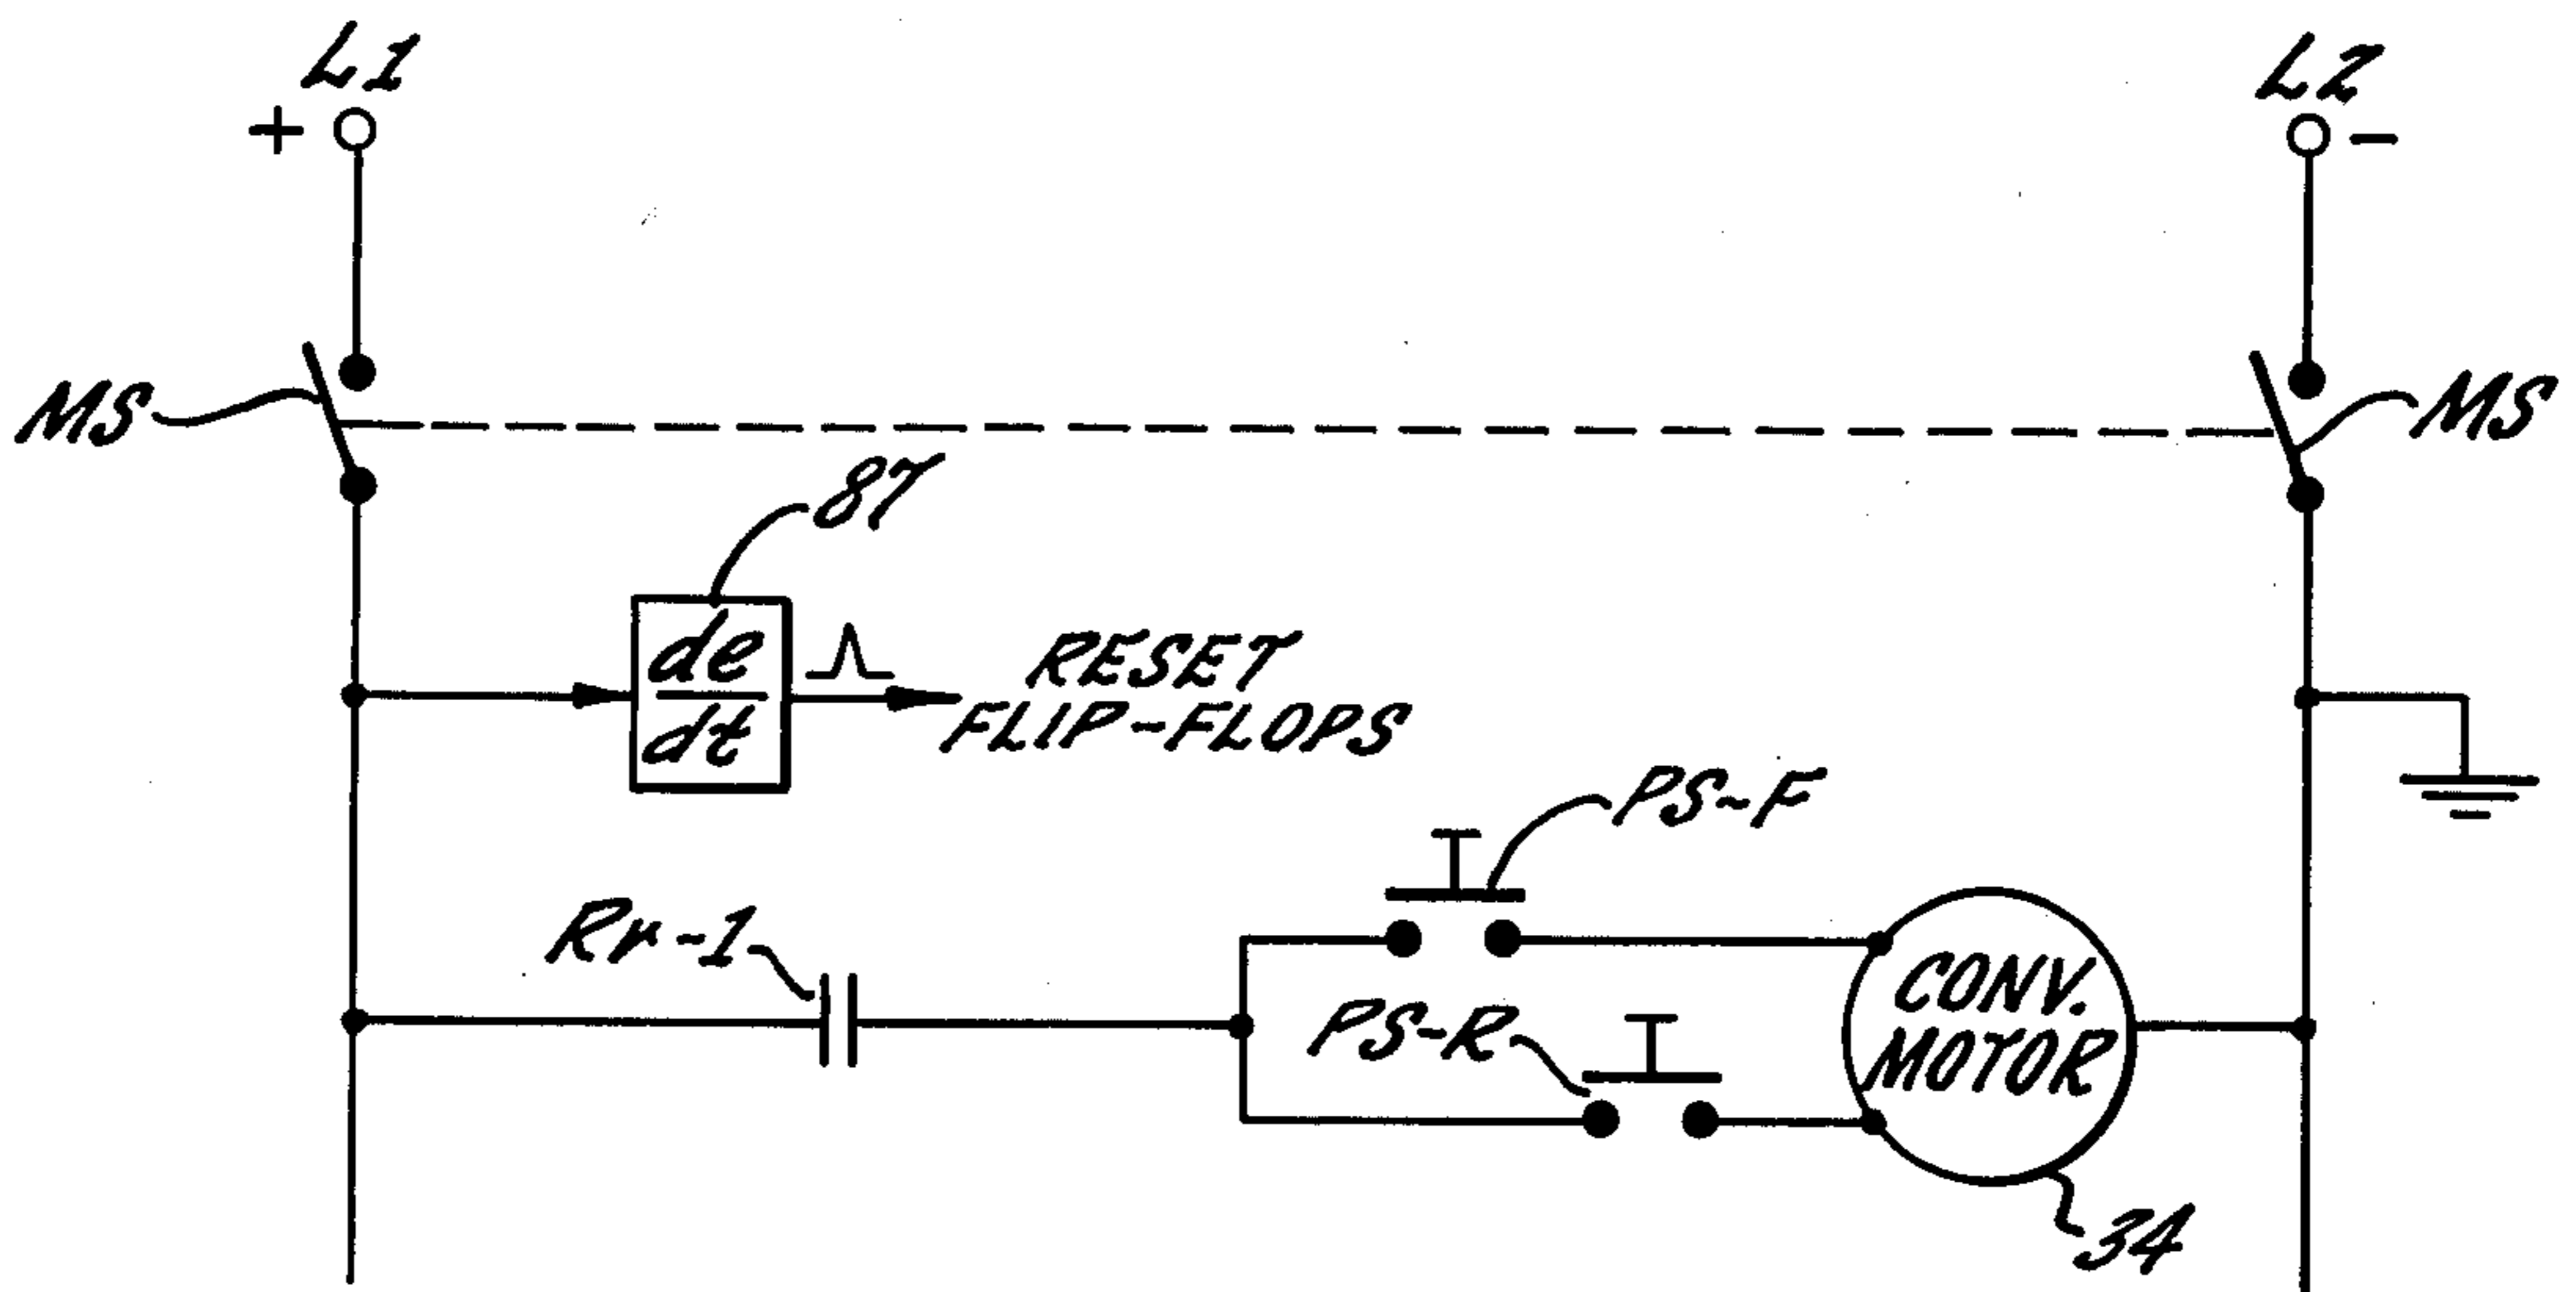 L1
L2
+
-
MS
MS
87
de
dt
RESET
FLIP-FLOPS
PS-F
Rr-1
PS-R
CONV.
MOTOR
34